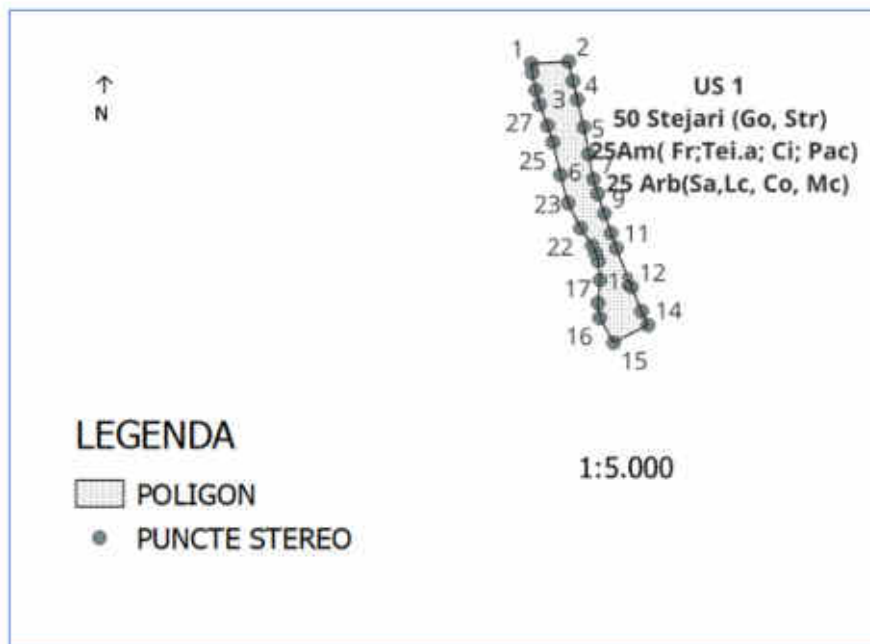 1
2
N
US 1
4
3
50 Stejari (Go, Str)
27
5
25Am( Fr;Tei.a; Ci; Pac)
25
7
6
25 Arb(Sa,Lc, Co, Mc)
9
23
11
22
12
17
14
16
15
LEGENDA
1:5.000
POLIGON
PUNCTE STEREO